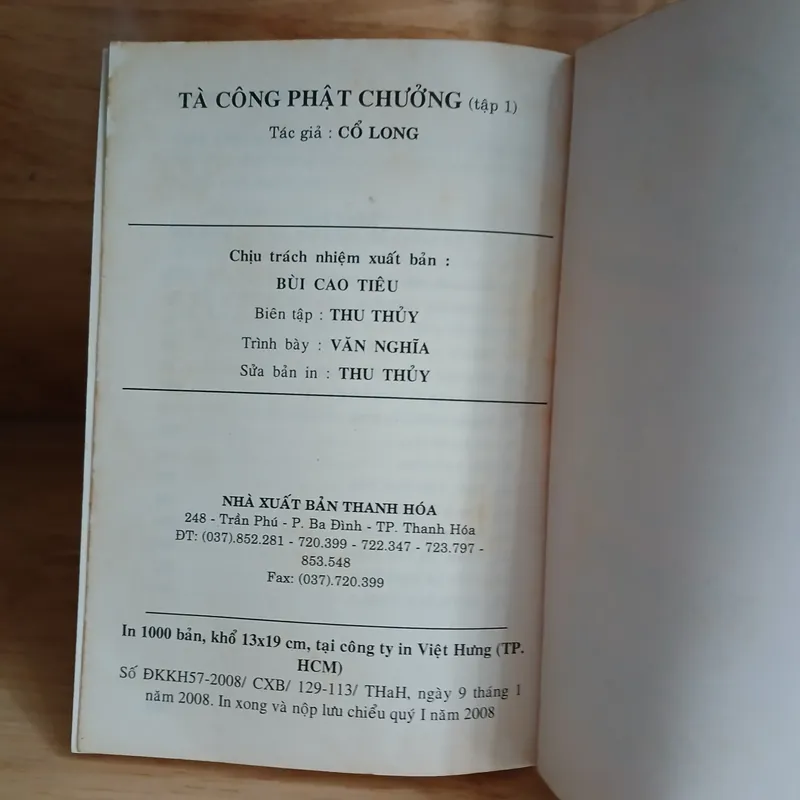 TÀ CÔNG PHẬT CHƯỞNG (tập 1)
Tác giả : CỔ LONG
Chịu trách nhiệm xuất bản :
BÙI CAO TIÊU
Biên tập : THU THỦY
Trình bày : VĂN NGHĨA
Sửa bản in : THU THỦY
NHÀ XUẤT BẢN THANH HÓA
248 - Trần Phú - P. Ba Đình - TP. Thanh Hóa
ĐT: (037).852.281 - 720.399 - 722.347 - 723.797 -
853.548
Fax: (037).720.399
In 1000 bản, khổ 13x19 cm, tại công ty in Việt Hưng (TP.
HCM)
Số ĐKKH57-2008/ CXB/ 129-113/ THaH, ngày 9 tháng 1
năm 2008. In xong và nộp lưu chiểu quý I năm 2008